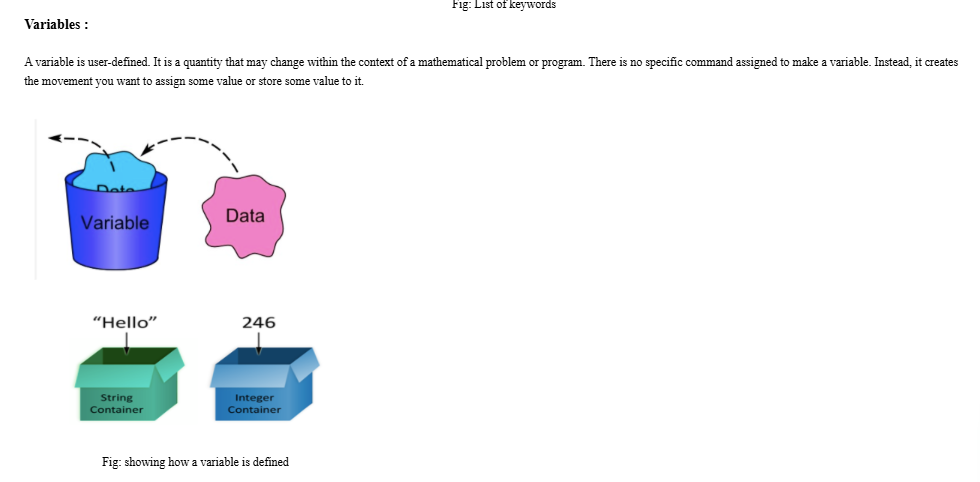 Fig: List of keywords
Variables :
A variable is user-defined. It is a quantity that may change within the context of a mathematical problem or program. There is no specific command assigned to make a variable. Instead, it creates
the movement you want to assign some value or store some value to it.
Data
Variable
Data
“Hello”
246
String
Container
Integer
Container
Fig: showing how a variable is defined